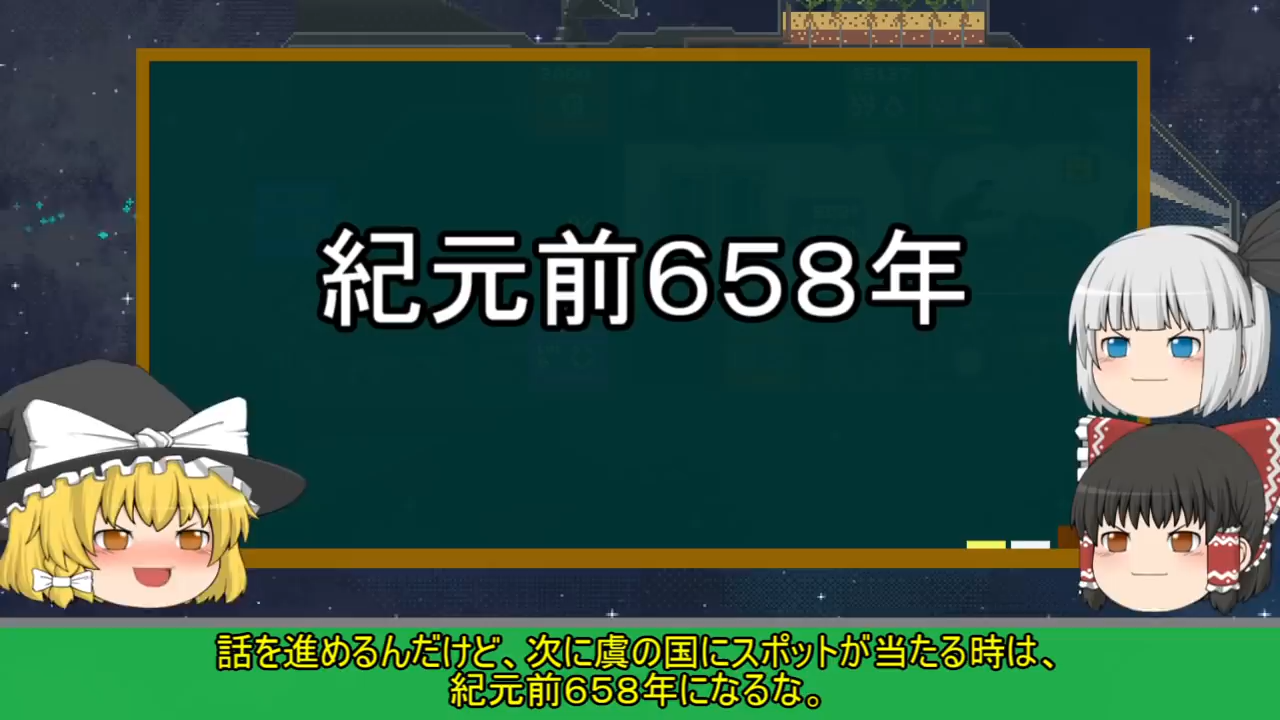 紀元前６５８年
話を進めるんだけど、次に虞の国にスポットが当たる時は、
紀元前６５８年になるな。